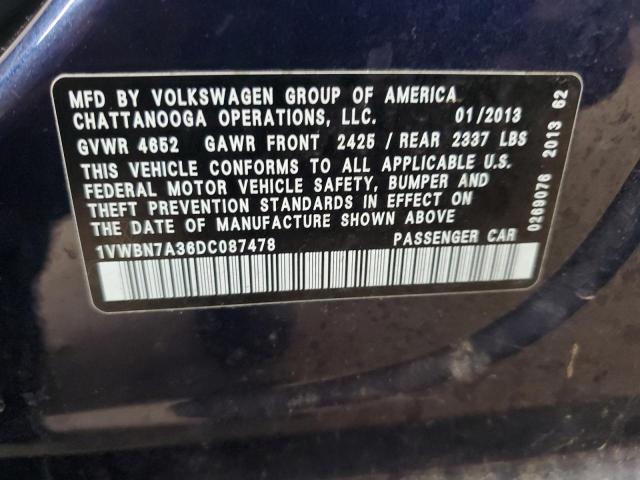 MFD BY VOLKSWAGEN GROUP OF AMERICA
CHATTANOOGA OPERATIONS, LLC. 01/2013
GVWR 4652 GAWR FRONT 2425 / REAR 2337 LBS
THIS VEHICLE CONFORMS TO ALL APPLICABLE U.S.
FEDERAL MOTOR VEHICLE SAFETY, BUMPER AND
THEFT PREVENTION STANDARDS IN EFFECT ON
THE DATE OF MANUFACTURE SHOWN ABOVE
1VWBN7A36DC087478 PASSENGER CAR
0269076 2013 62